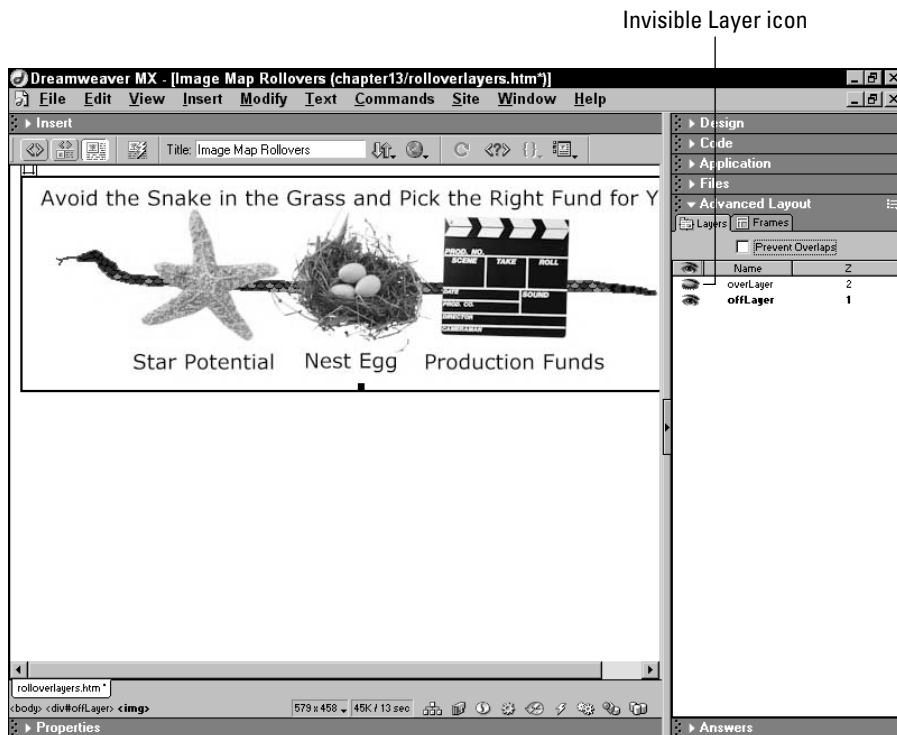 Invisible Layer icon
Dreamweaver MX - [Image Map Rollovers (chapter13/rolloverlayers.htm*)]
File Edit View Insert Modify Text Commands Site Window Help
Insert
Title: Image Map Rollovers
Design
Code
Application
Files
Advanced Layout
Layers Frames
Prevent Overlaps
Name Z
overLayer 2
offLayer 1
Avoid the Snake in the Grass and Pick the Right Fund for Y
PROD. NO.
SCENE TAKE ROLL
DATE SOUND
PROD. CO.
DIRECTOR
CAMERAMAN
Star Potential Nest Egg Production Funds
rolloverlayers.htm*
<body> <div#offLayer> <img> 579 x 458 45K / 13 sec
Properties
Answers